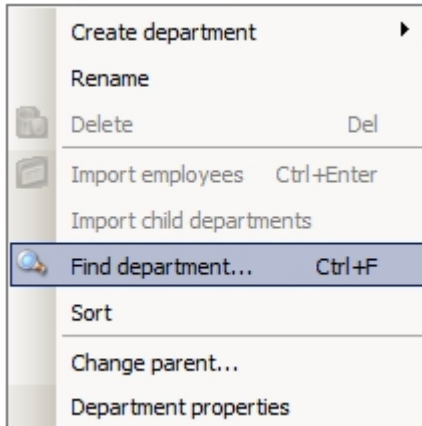 Create department
Rename
Delete Del
Import employees Ctrl+Enter
Import child departments
Find department... Ctrl+F
Sort
Change parent...
Department properties